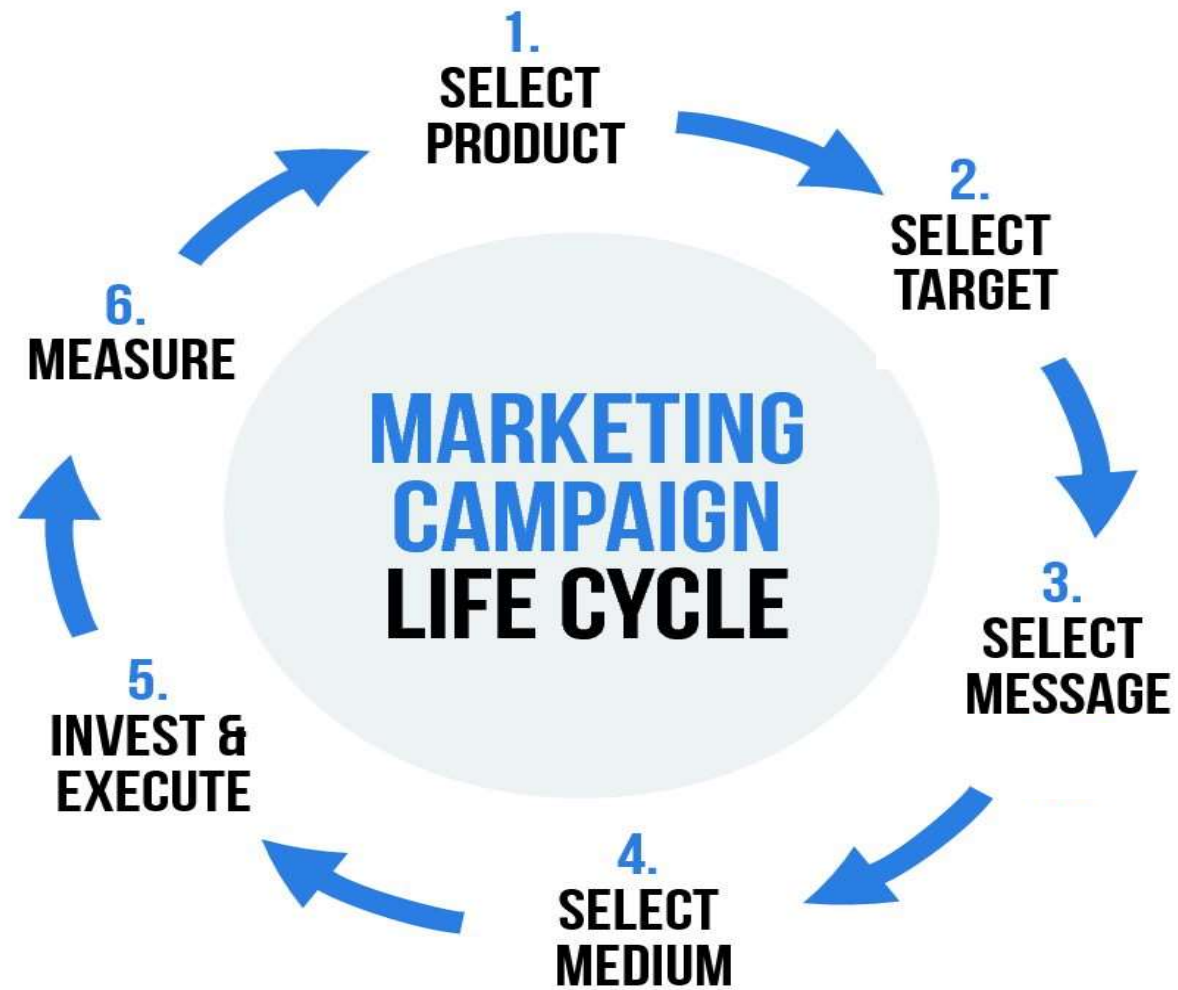 1.
SELECT
PRODUCT
2.
SELECT
TARGET
3.
SELECT
MESSAGE
4.
SELECT
MEDIUM
5.
INVEST &
EXECUTE
6.
MEASURE
MARKETING
CAMPAIGN
LIFE CYCLE